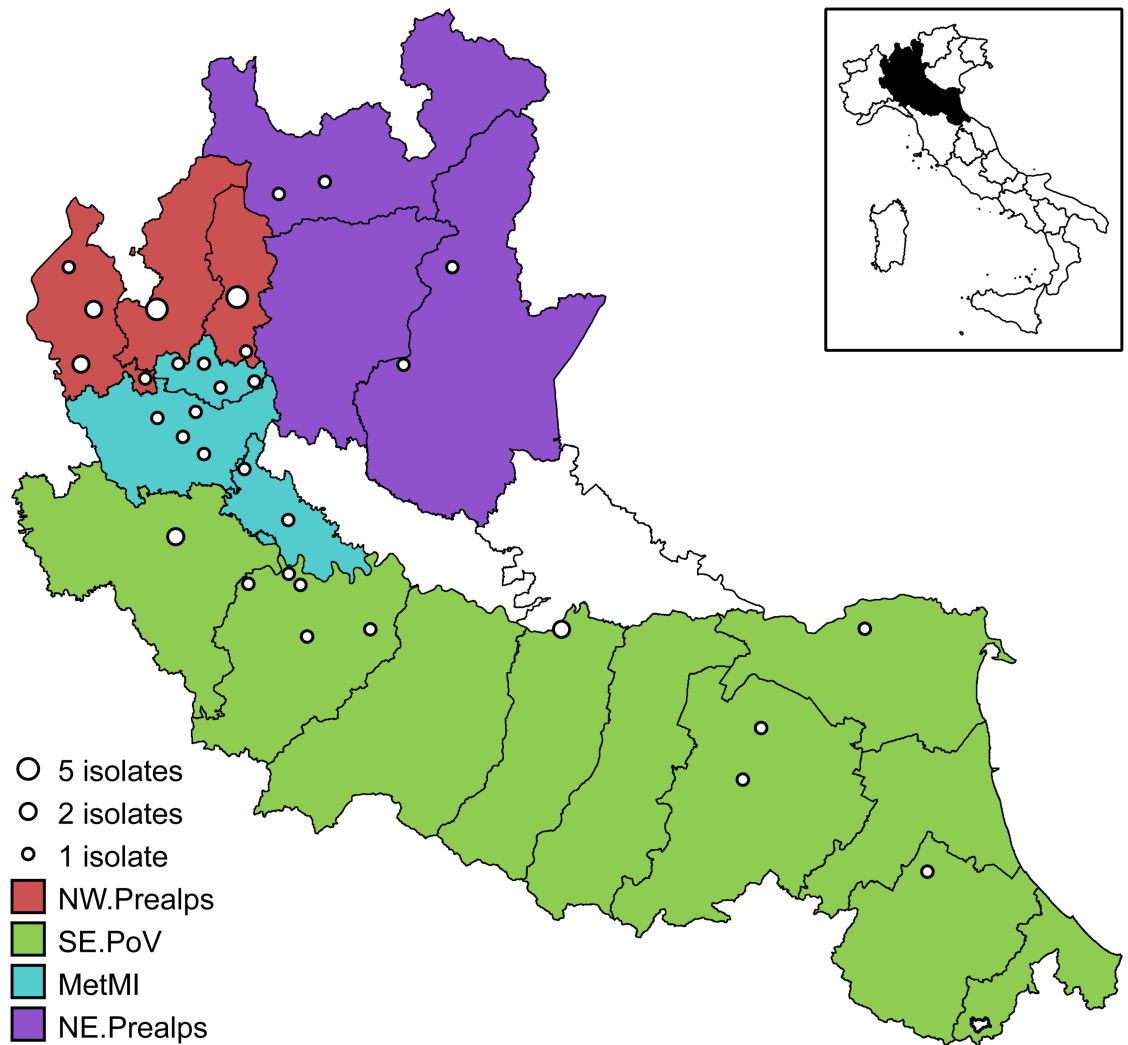 5 isolates
2 isolates
1 isolate
NW.Prealps
SE.PoV
MetMI
NE.Prealps